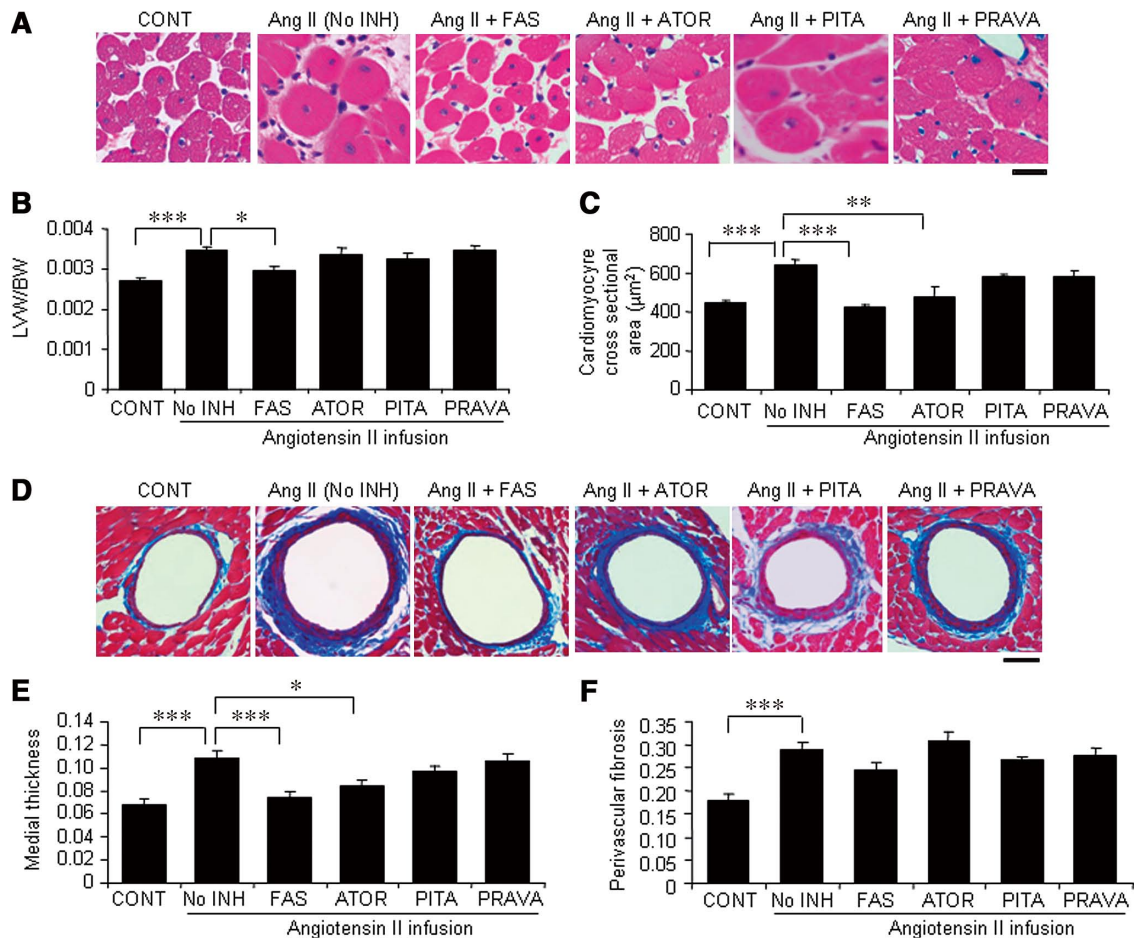 A
CONT Ang II (No INH) Ang II + FAS Ang II + ATOR Ang II + PITA Ang II + PRAVA
B
*** *
0.004
0.003
0.002
0.001
0
LVW/BW
CONT No INH FAS ATOR PITA PRAVA
Angiotensin II infusion
C
**
*** ***
800
600
400
200
0
Cardiomyocyre
cross sectional
area (µm²)
CONT No INH FAS ATOR PITA PRAVA
Angiotensin II infusion
D
CONT Ang II (No INH) Ang II + FAS Ang II + ATOR Ang II + PITA Ang II + PRAVA
E
*
*** ***
0.14
0.12
0.10
0.08
0.06
0.04
0.02
0
Medial thickness
CONT No INH FAS ATOR PITA PRAVA
Angiotensin II infusion
F
***
0.35
0.30
0.25
0.20
0.15
0.10
0.05
0
Perivascular fibrosis
CONT No INH FAS ATOR PITA PRAVA
Angiotensin II infusion